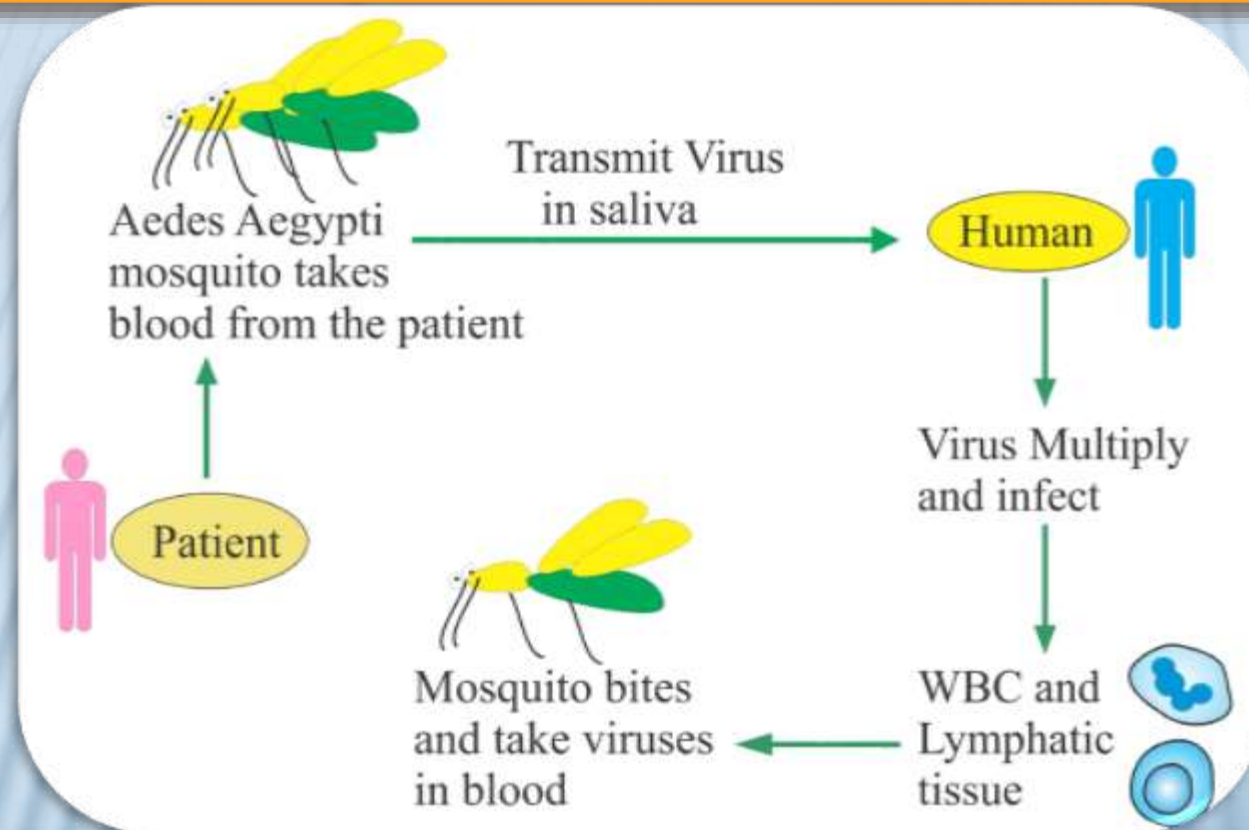 Aedes Aegypti
mosquito takes
blood from the patient
Transmit Virus
in saliva
Human
Virus Multiply
and infect
WBC and
Lymphatic
tissue
Mosquito bites
and take viruses
in blood
Patient